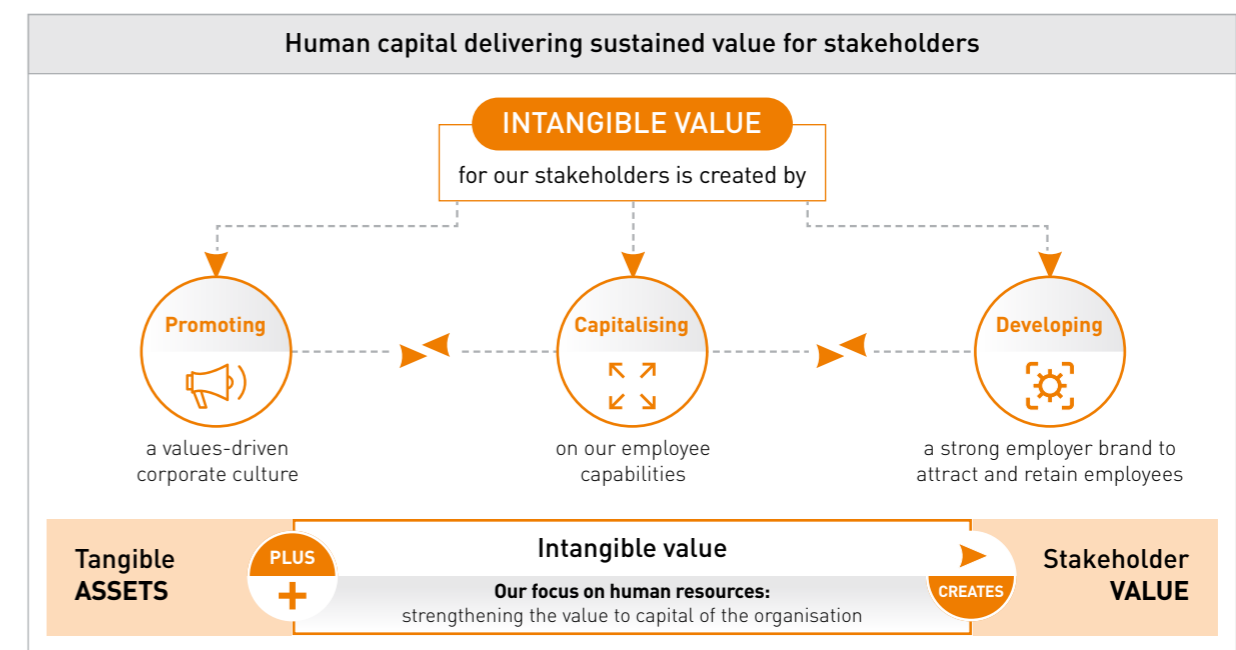 Human capital delivering sustained value for stakeholders
INTANGIBLE VALUE
for our stakeholders is created by
Promoting
a values-driven
corporate culture
Capitalising
on our employee
capabilities
Developing
a strong employer brand to
attract and retain employees
Tangible
ASSETS
PLUS
+
Intangible value
Our focus on human resources:
strengthening the value to capital of the organisation
CREATES
Stakeholder
VALUE